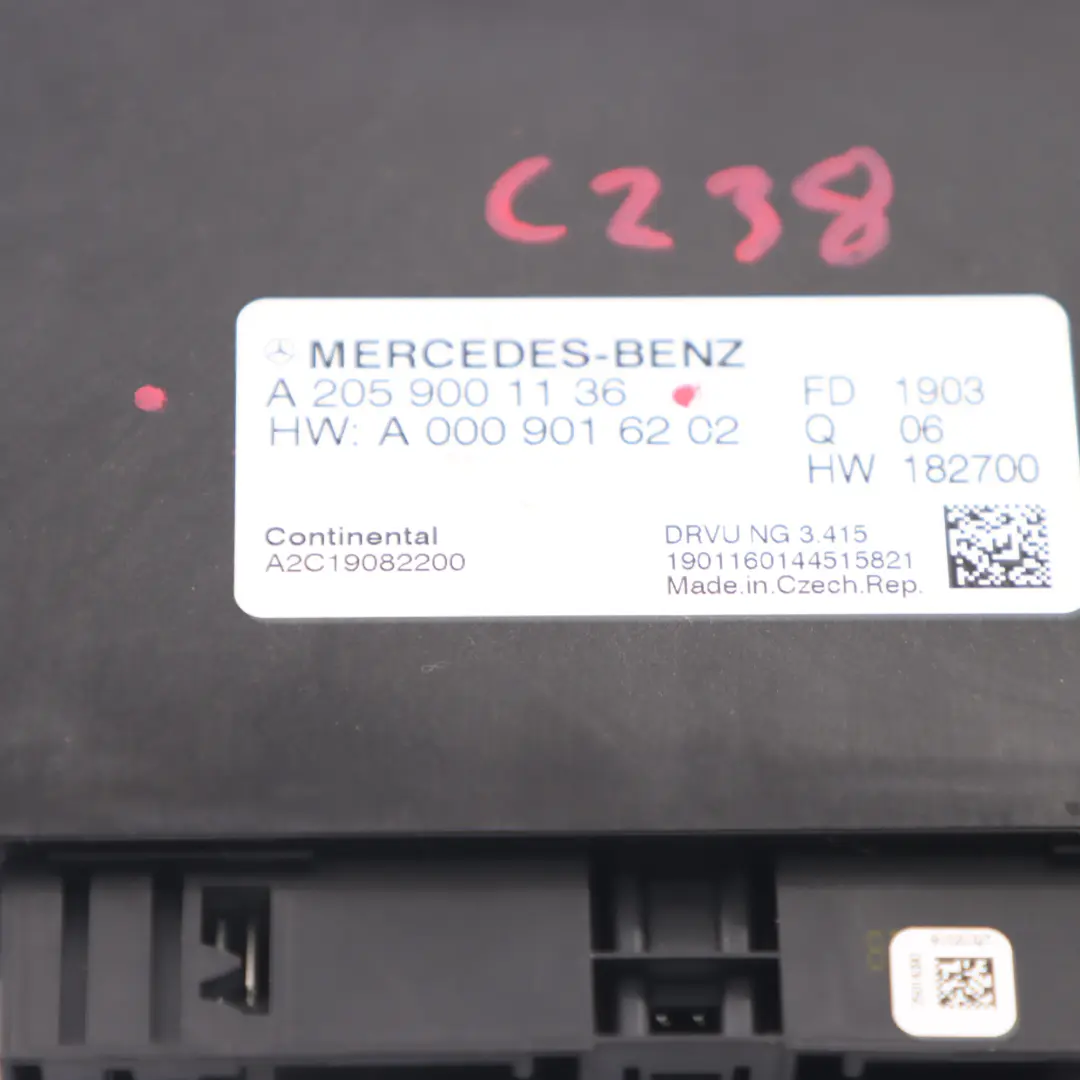 C238
MERCEDES-BENZ
A 205 900 11 36
HW: A 000 901 62 02
FD 1903
Q 06
HW 182700
Continental
A2C19082200
DRVU NG 3.415
1901160144515821
Made.in.Czech.Rep.